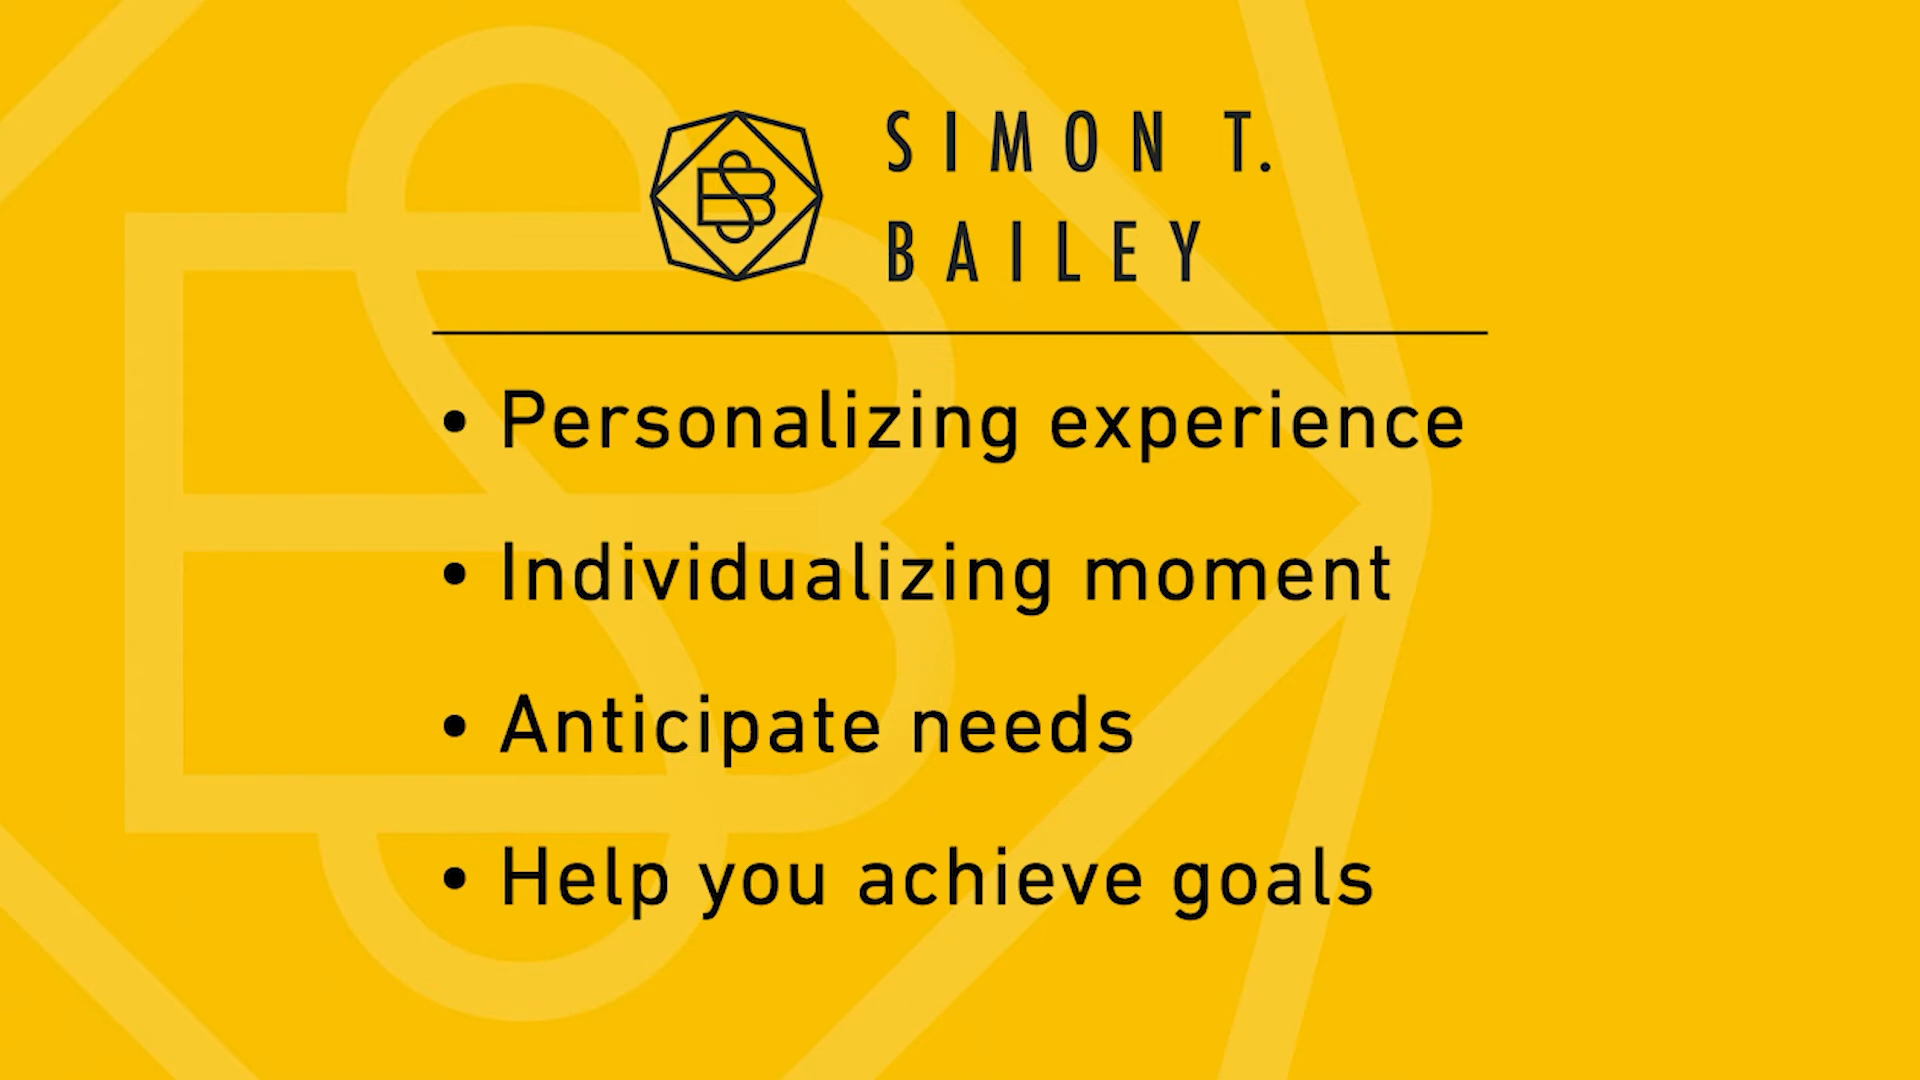 SIMON T.
BAILEY
• Personalizing experience
• Individualizing moment
• Anticipate needs
• Help you achieve goals